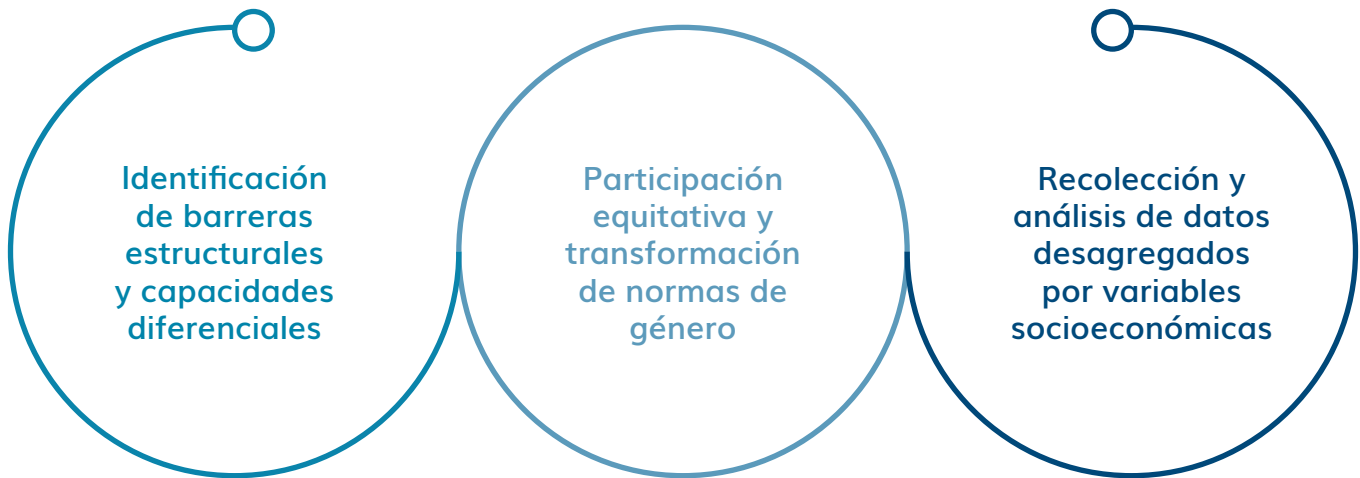 Identificación
de barreras
estructurales
y capacidades
diferenciales
Participación
equitativa y
transformación
de normas de
género
Recolección y
análisis de datos
desagregados
por variables
socioeconómicas